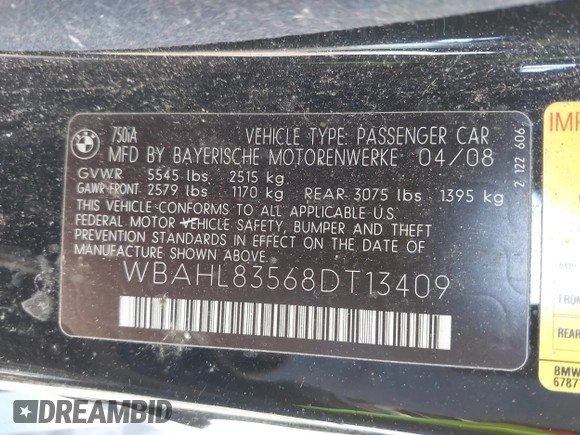 BMW
750iA
VEHICLE TYPE: PASSENGER CAR
MFD BY BAYERISCHE MOTORENWERKE 04/08
GVWR 5545 lbs 2515 kg
GAWR FRONT 2579 lbs 1170 kg REAR 3075 lbs 1395 kg
THIS VEHICLE CONFORMS TO ALL APPLICABLE U.S.
FEDERAL MOTOR VEHICLE SAFETY, BUMPER AND THEFT
PREVENTION STANDARDS IN EFFECT ON THE DATE OF
MANUFACTURE SHOWN ABOVE.
WBAHL83568DT13409
2 122 606
FRON
REAR
BMW
DREAMBID